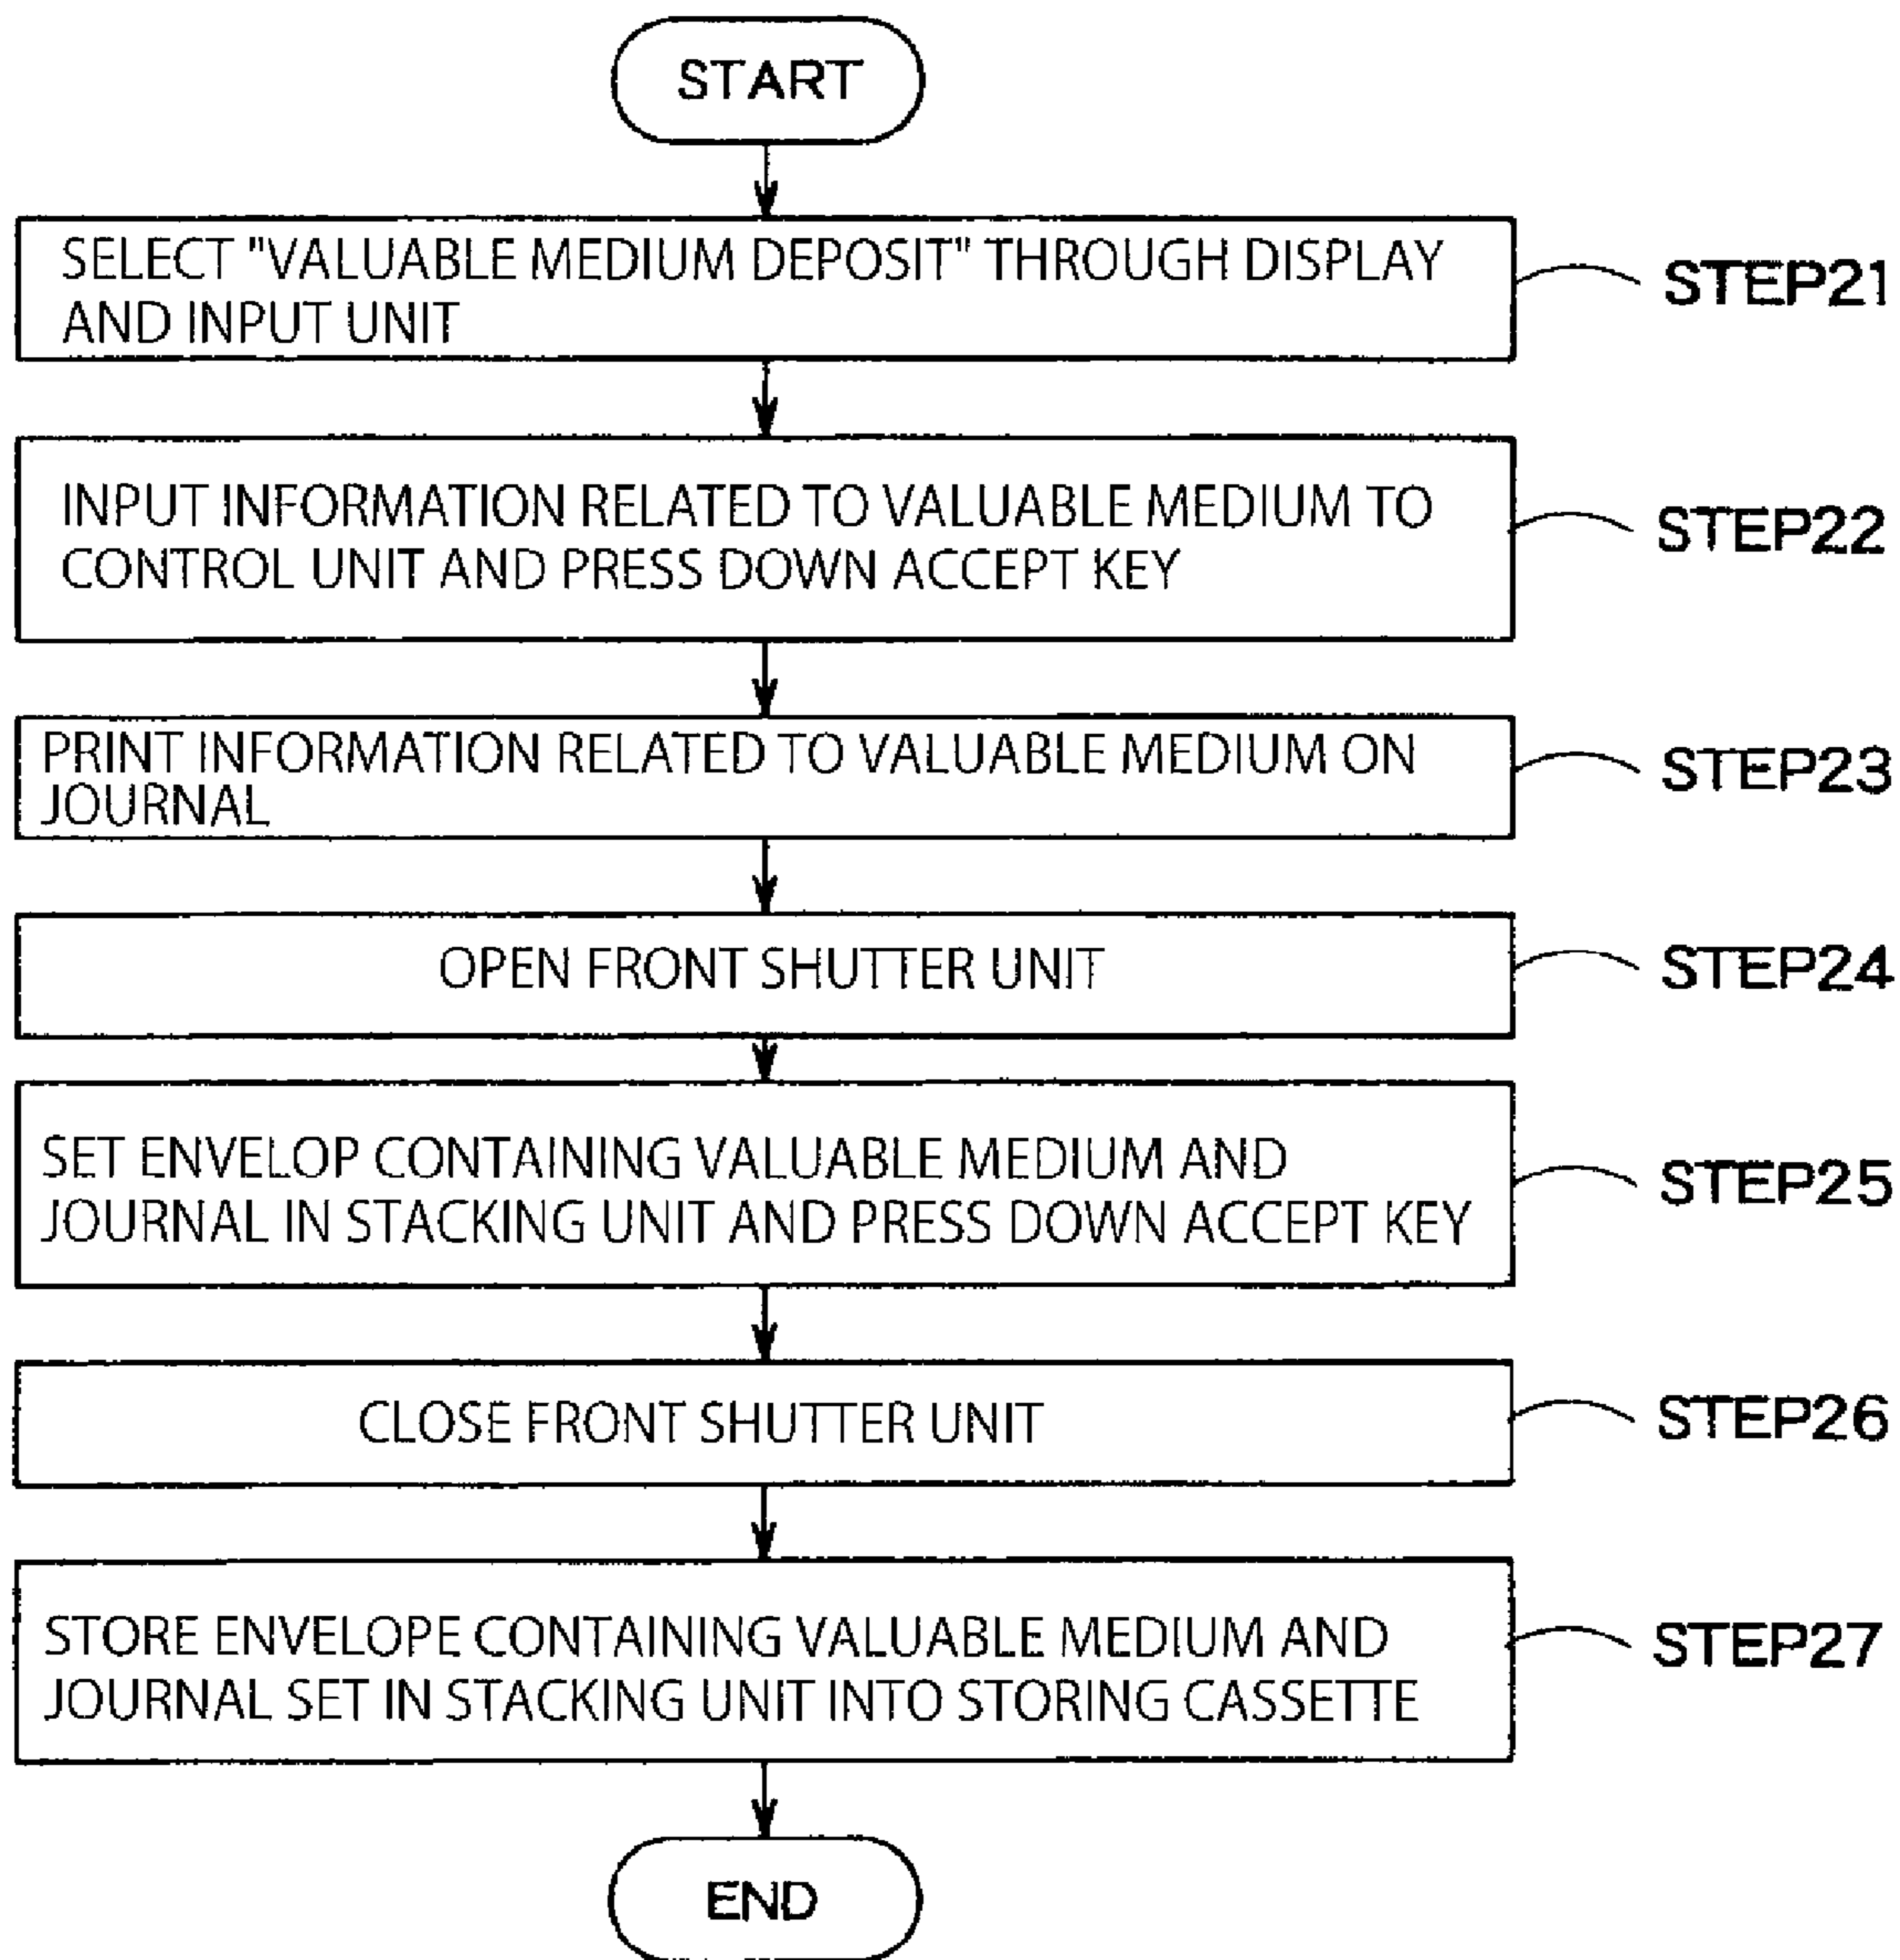 START
SELECT "VALUABLE MEDIUM DEPOSIT" THROUGH DISPLAY
AND INPUT UNIT
STEP21
INPUT INFORMATION RELATED TO VALUABLE MEDIUM TO
CONTROL UNIT AND PRESS DOWN ACCEPT KEY
STEP22
PRINT INFORMATION RELATED TO VALUABLE MEDIUM ON
JOURNAL
STEP23
OPEN FRONT SHUTTER UNIT
STEP24
SET ENVELOP CONTAINING VALUABLE MEDIUM AND
JOURNAL IN STACKING UNIT AND PRESS DOWN ACCEPT KEY
STEP25
CLOSE FRONT SHUTTER UNIT
STEP26
STORE ENVELOPE CONTAINING VALUABLE MEDIUM AND
JOURNAL SET IN STACKING UNIT INTO STORING CASSETTE
STEP27
END